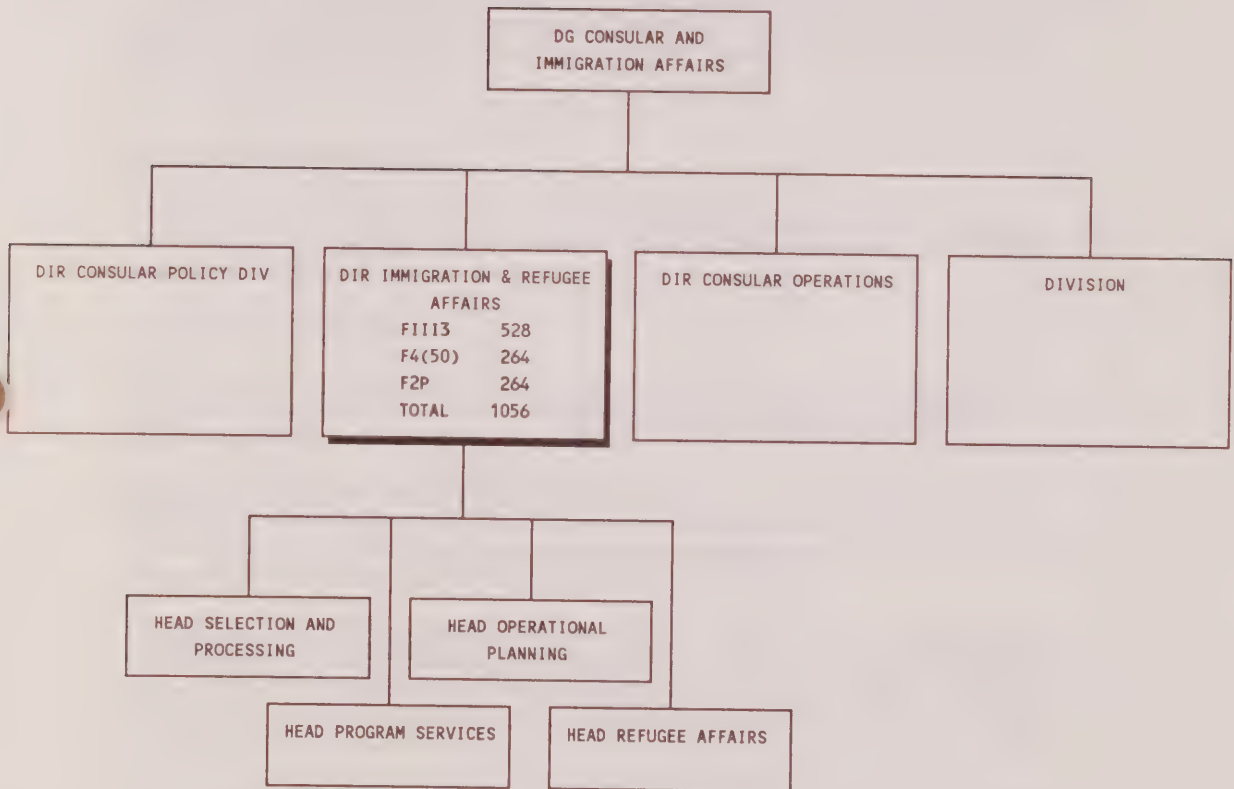 DG CONSULAR AND
IMMIGRATION AFFAIRS
DIR CONSULAR POLICY DIV
DIR IMMIGRATION & REFUGEE
AFFAIRS
FIII3 528
F4(50) 264
F2P 264
TOTAL 1056
DIR CONSULAR OPERATIONS
DIVISION
HEAD SELECTION AND
PROCESSING
HEAD OPERATIONAL
PLANNING
HEAD PROGRAM SERVICES
HEAD REFUGEE AFFAIRS